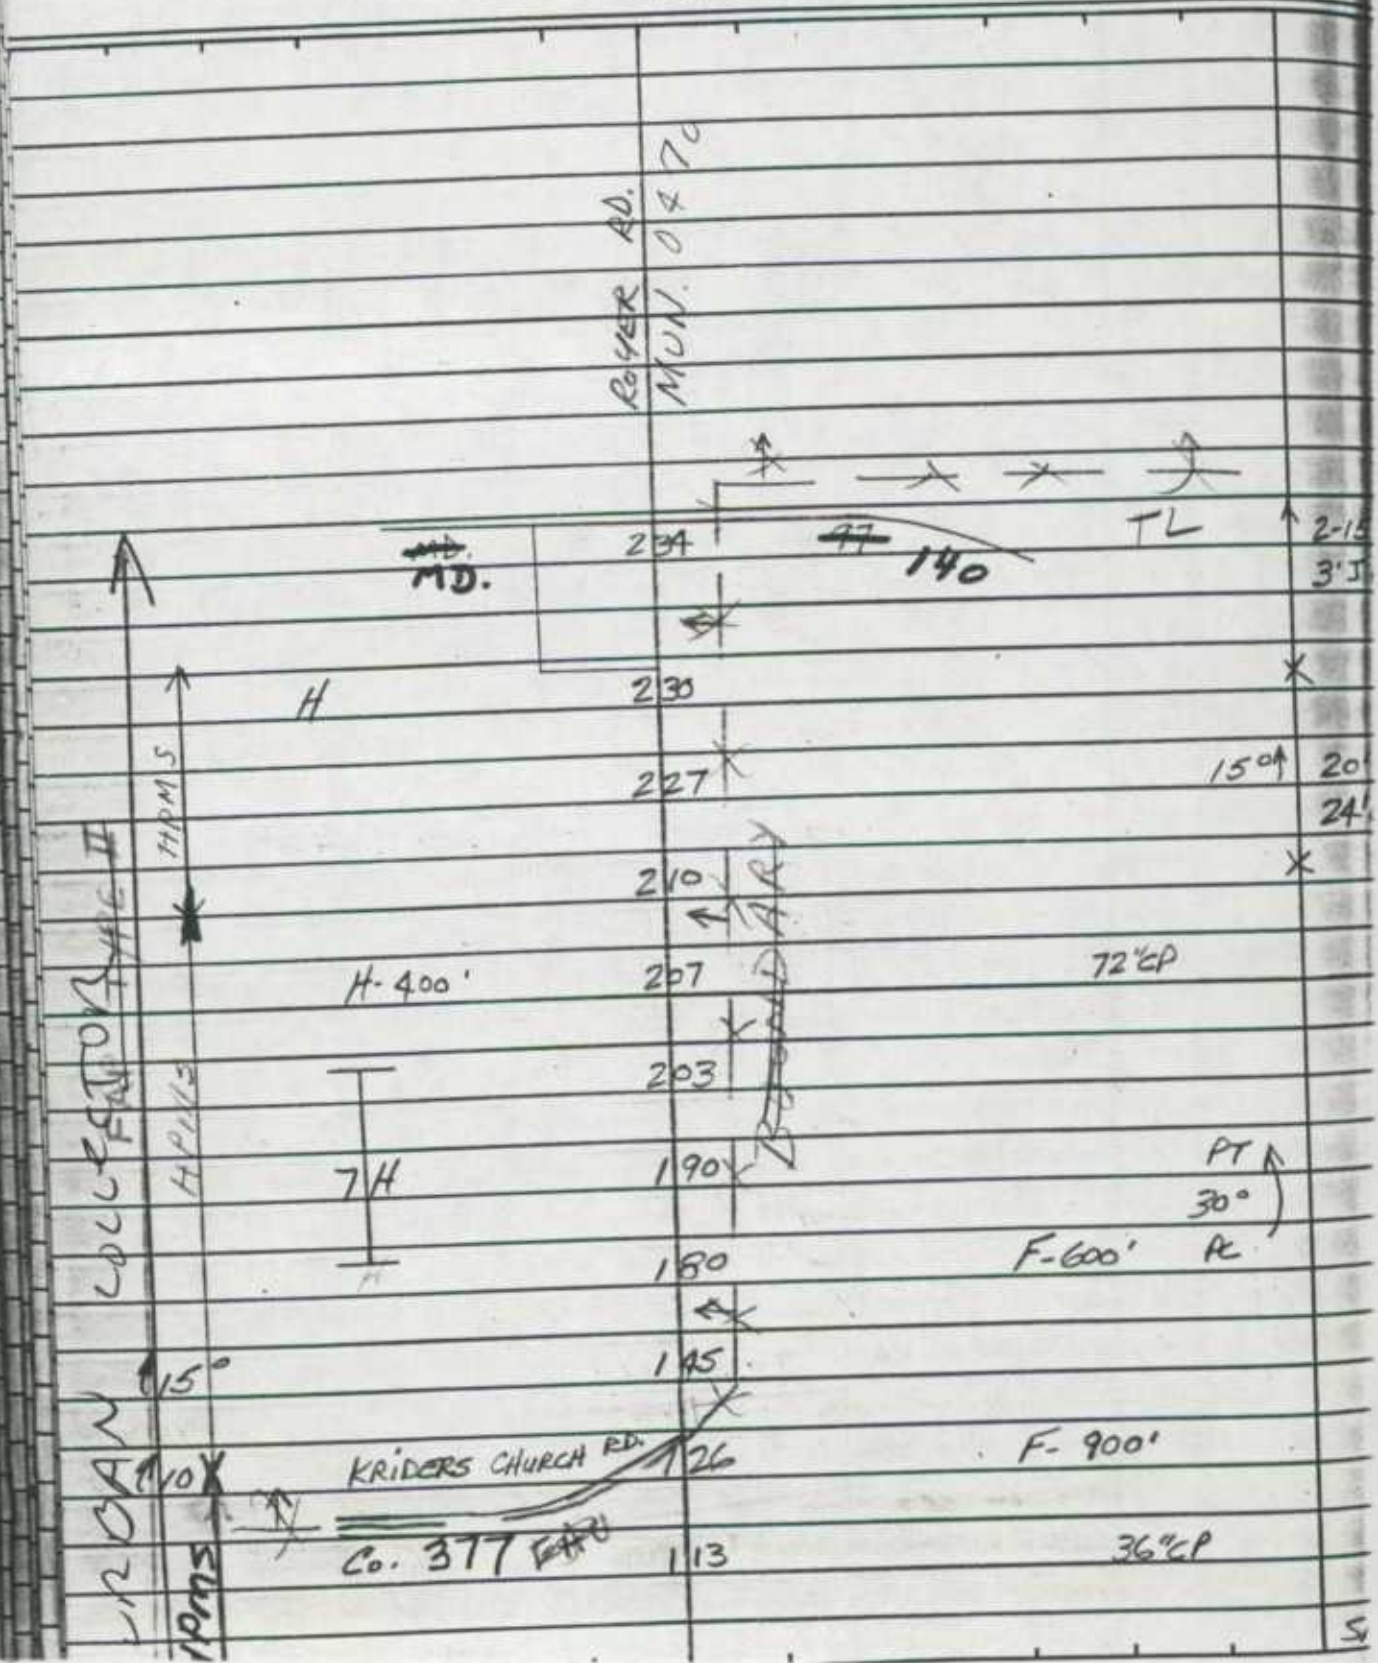 ROYER RD.
MUN. 0470
MD. 234 97 TL 2-15
MD. 140 3'J
H 230
HPMS 227 15° 20'
24'
210
H-400' 207 72"CP
BOUNDARY
203
URBAN COLLECTOR TYPE II
7H 190 PT
30°
180 F-600' PC
15° 145
KRIDERS CHURCH RD. 126 F-900'
10
Co. 377 113 36"CP
HPMS